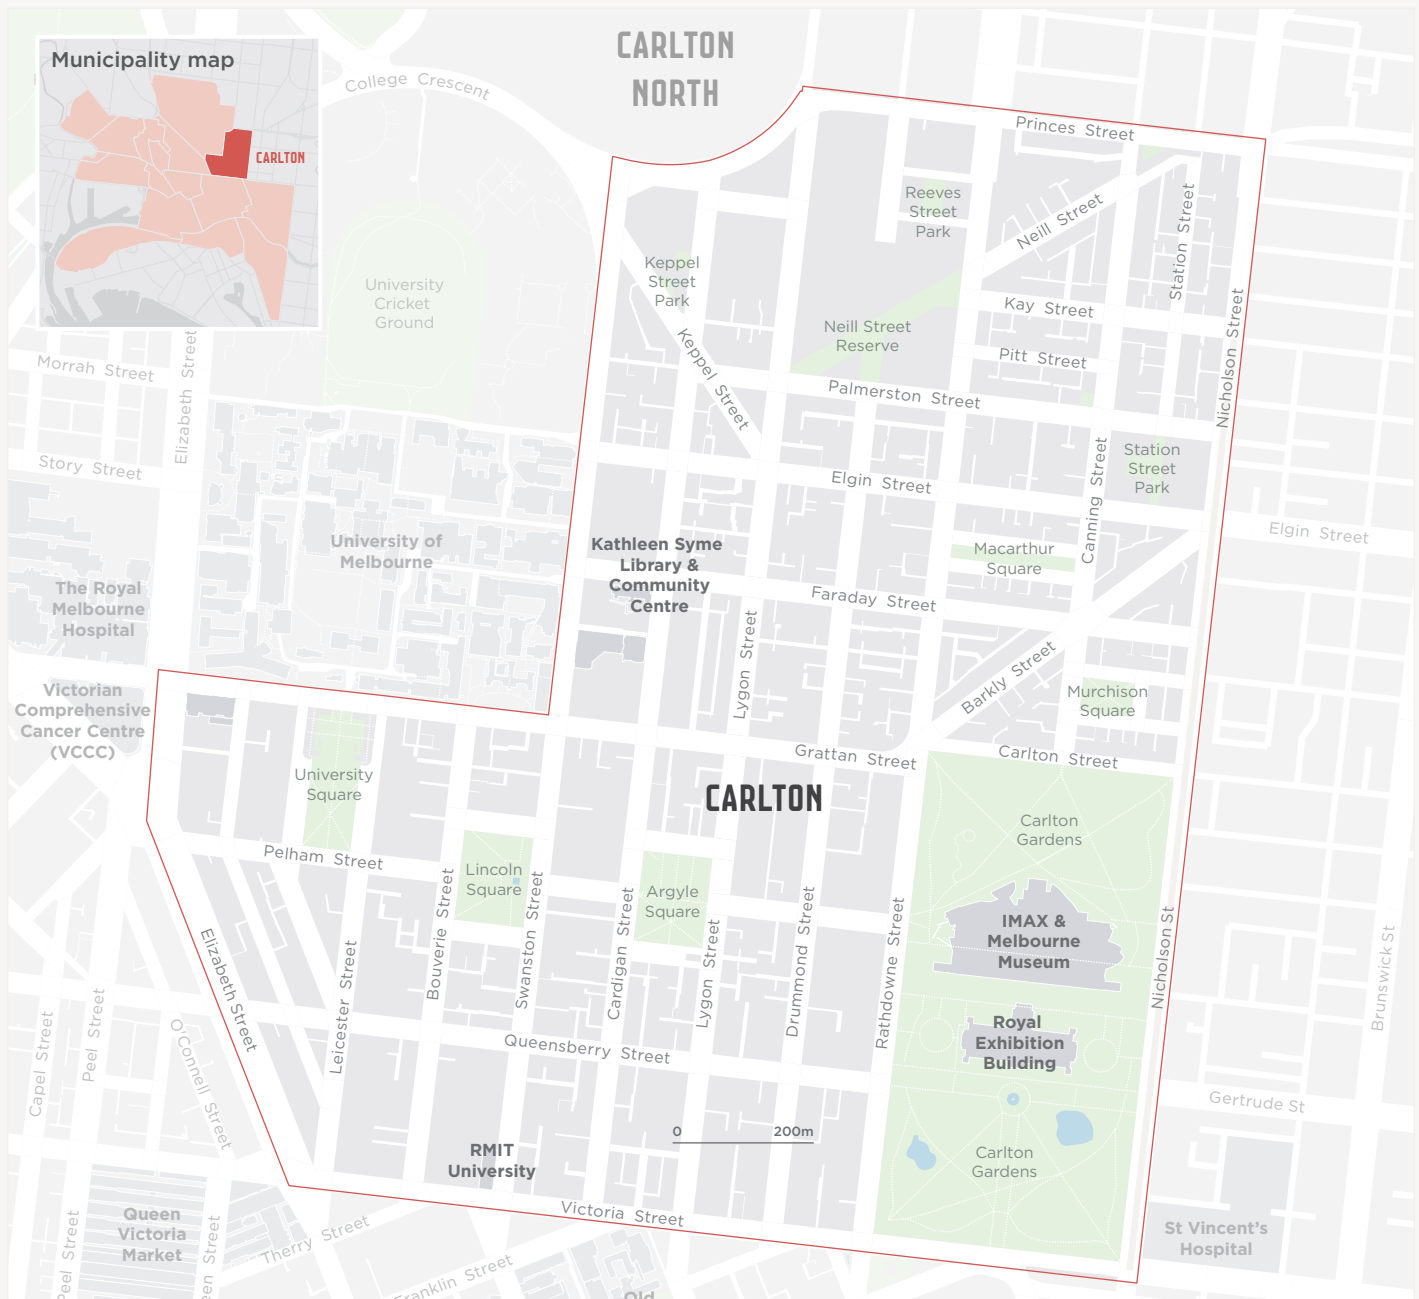 CARLTON
NORTH
Municipality map
CARLTON
College Crescent
Princes Street
Reeves
Street
Park
Neill Street
Station Street
Keppel
Street
Park
University
Cricket
Ground
Kay Street
Neill Street
Reserve
Nicholson Street
Keppel Street
Pitt Street
Morrah Street
Elizabeth Street
Palmerston Street
Story Street
Canning Street
Station
Street
Park
Elgin Street
Elgin Street
University of
Melbourne
Kathleen Syme
Library &
Community
Centre
Macarthur
Square
The Royal
Melbourne
Hospital
Faraday Street
Lygon Street
Barkly Street
Victorian
Comprehensive
Cancer Centre
(VCCC)
Murchison
Square
Grattan Street
Carlton Street
University
Square
CARLTON
Carlton
Gardens
Pelham Street
Lincoln
Square
Argyle
Square
Elizabeth Street
Leicester Street
Bouverie Street
Swanston Street
Cardigan Street
Lygon Street
Drummond Street
Rathdowne Street
IMAX &
Melbourne
Museum
Nicholson St
Brunswick St
Capel Street
Peel Street
O'Connell Street
Queensberry Street
Royal
Exhibition
Building
Gertrude St
0 200m
RMIT
University
Carlton
Gardens
Victoria Street
Queen
Victoria
Market
Peel Street
een Street
Therry Street
Franklin Street
Old
St Vincent's
Hospital